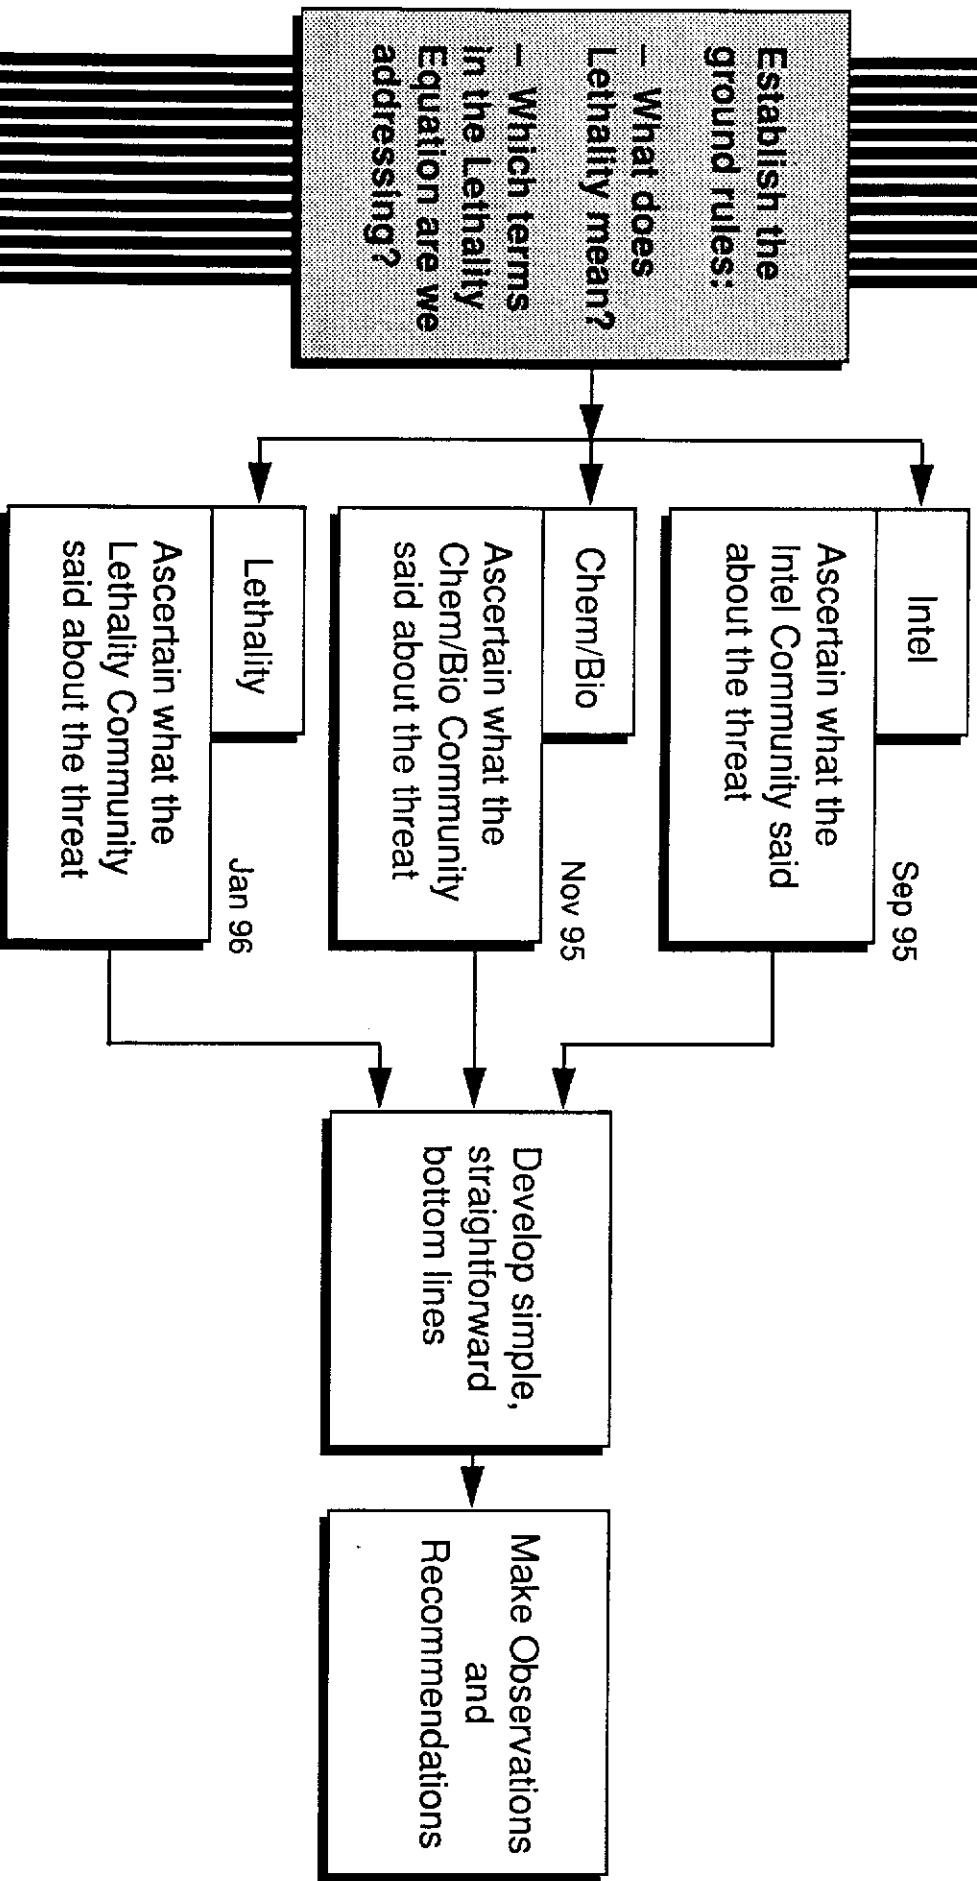 Establish the
ground rules:
– What does
Lethality mean?
– Which terms
in the Lethality
Equation are we
addressing?
Intel
Sep 95
Ascertain what the
Intel Community said
about the threat
Chem/Bio
Nov 95
Ascertain what the
Chem/Bio Community
said about the threat
Lethality
Jan 96
Ascertain what the
Lethality Community
said about the threat
Develop simple,
straightforward
bottom lines
Make Observations
and
Recommendations